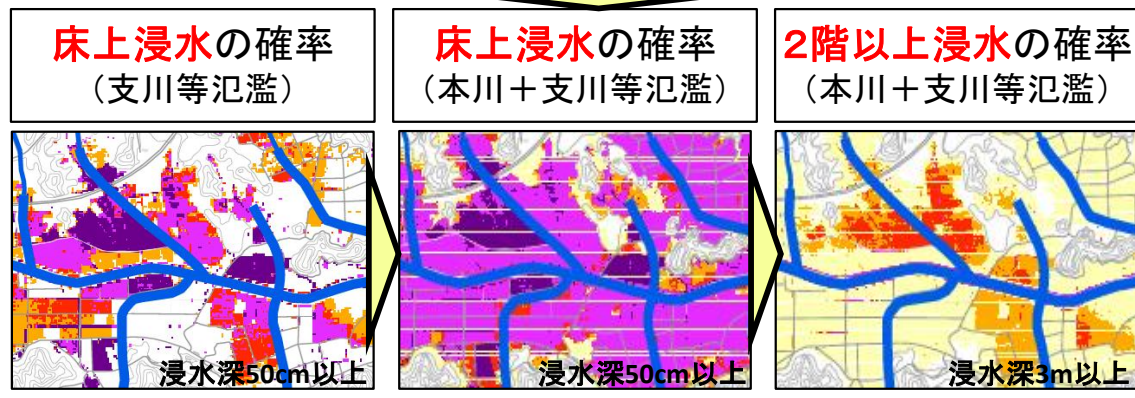 床上浸水の確率
（支川等氾濫）
床上浸水の確率
（本川＋支川等氾濫）
２階以上浸水の確率
（本川＋支川等氾濫）
浸水深50cm以上
浸水深50cm以上
浸水深3m以上